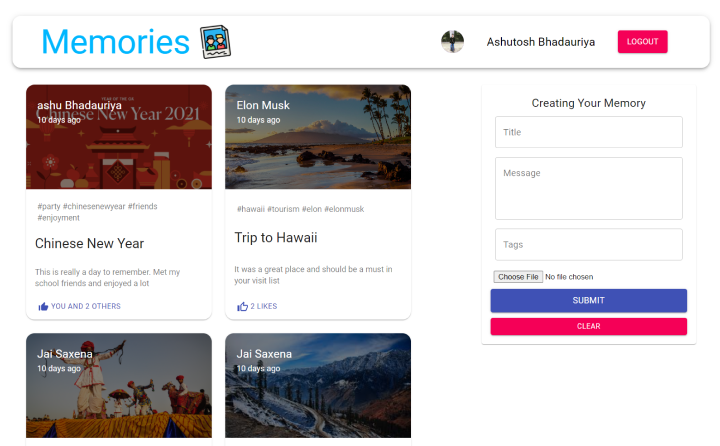 Memories
Ashutosh Bhadauriya
LOGOUT
ashu Bhadauriya
10 days ago
YEAR OF THE OX
Chinese New Year 2021
#party #chinesenewyear #friends
#enjoyment
Chinese New Year
This is really a day to remember. Met my
school friends and enjoyed a lot
YOU AND 2 OTHERS
Elon Musk
10 days ago
#hawaii #tourism #elon #elonmusk
Trip to Hawaii
It was a great place and should be a must in
your visit list
2 LIKES
Jai Saxena
10 days ago
Jai Saxena
10 days ago
Creating Your Memory
Title
Message
Tags
Choose File No file chosen
SUBMIT
CLEAR